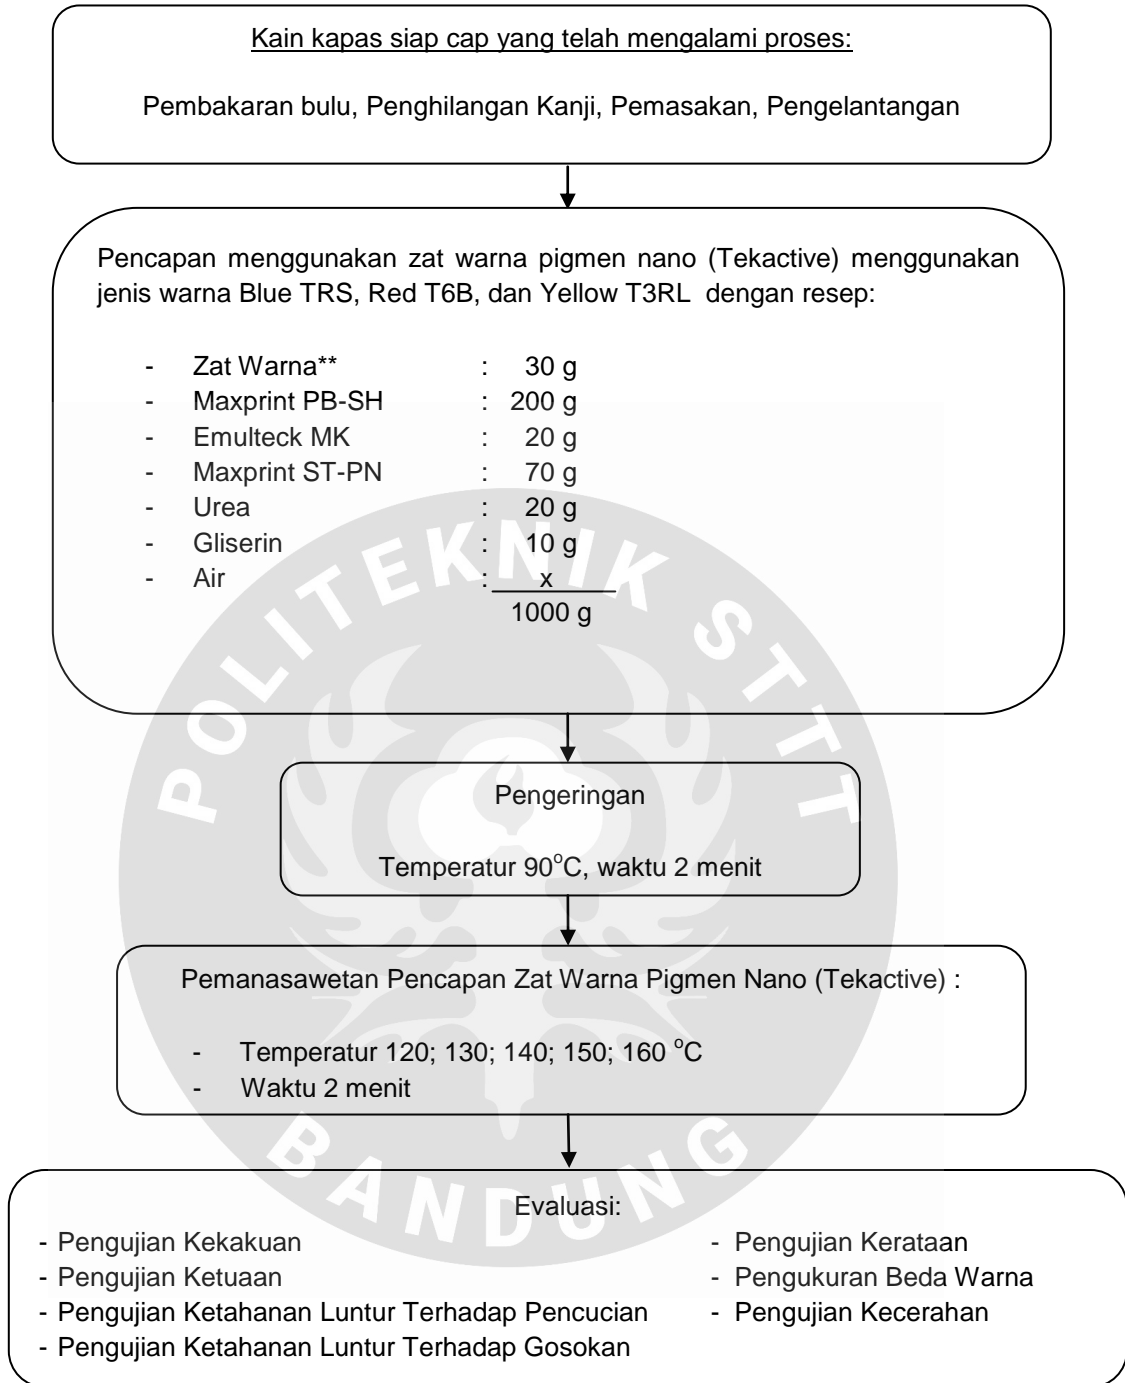 Kain kapas siap cap yang telah mengalami proses:
Pembakaran bulu, Penghilangan Kanji, Pemasakan, Pengelantangan
Pencapan menggunakan zat warna pigmen nano (Tekactive) menggunakan
jenis warna Blue TRS, Red T6B, dan Yellow T3RL dengan resep:
- Zat Warna** : 30 g
- Maxprint PB-SH : 200 g
- Emulteck MK : 20 g
- Maxprint ST-PN : 70 g
- Urea : 20 g
- Gliserin : 10 g
- Air : x
1000 g
Pengeringan
Temperatur 90°C, waktu 2 menit
Pemanasawetan Pencapan Zat Warna Pigmen Nano (Tekactive) :
- Temperatur 120; 130; 140; 150; 160 °C
- Waktu 2 menit
Evaluasi:
- Pengujian Kekakuan
- Pengujian Ketuaan
- Pengujian Ketahanan Luntur Terhadap Pencucian
- Pengujian Ketahanan Luntur Terhadap Gosokan
- Pengujian Kerataan
- Pengukuran Beda Warna
- Pengujian Kecerahan
POLITEKNIK STTT
BANDUNG